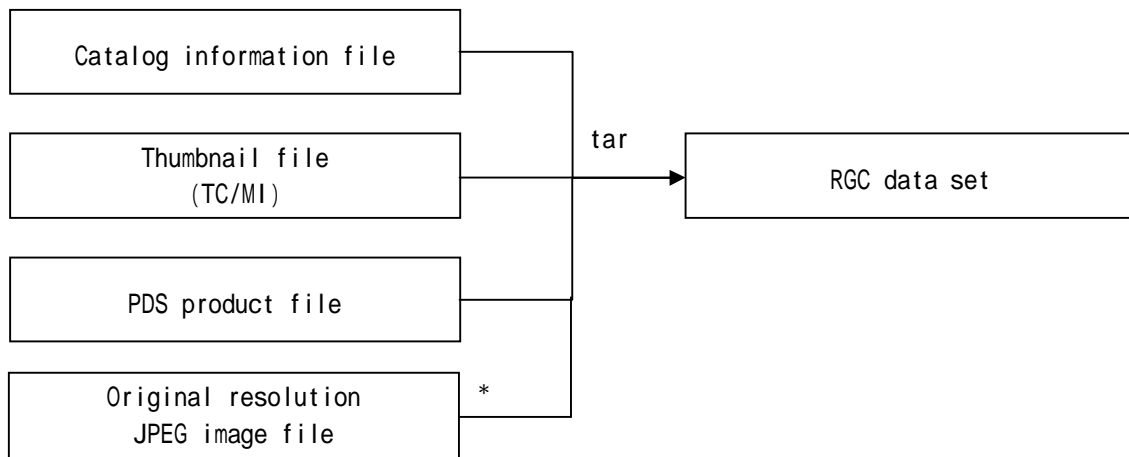 Catalog information file
Thumbnail file
(TC/MI)
tar
RGC data set
PDS product file
Original resolution
JPEG image file
*